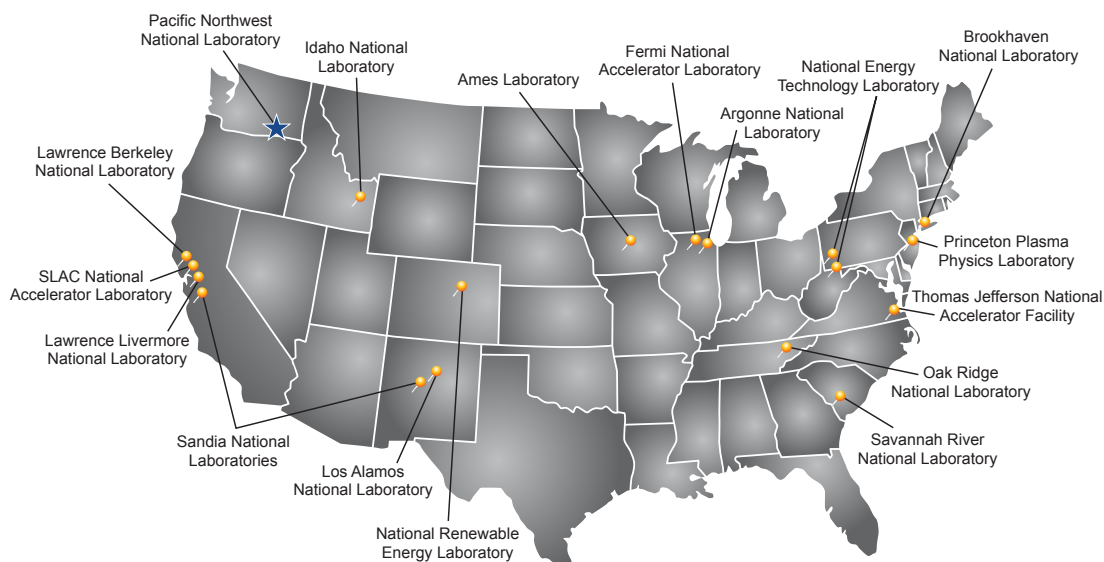 Pacific Northwest
National Laboratory
Idaho National
Laboratory
Ames Laboratory
Fermi National
Accelerator Laboratory
National Energy
Technology Laboratory
Brookhaven
National Laboratory
Argonne National
Laboratory
Lawrence Berkeley
National Laboratory
SLAC National
Accelerator Laboratory
Lawrence Livermore
National Laboratory
Princeton Plasma
Physics Laboratory
Thomas Jefferson National
Accelerator Facility
Oak Ridge
National Laboratory
Savannah River
National Laboratory
Sandia National
Laboratories
Los Alamos
National Laboratory
National Renewable
Energy Laboratory